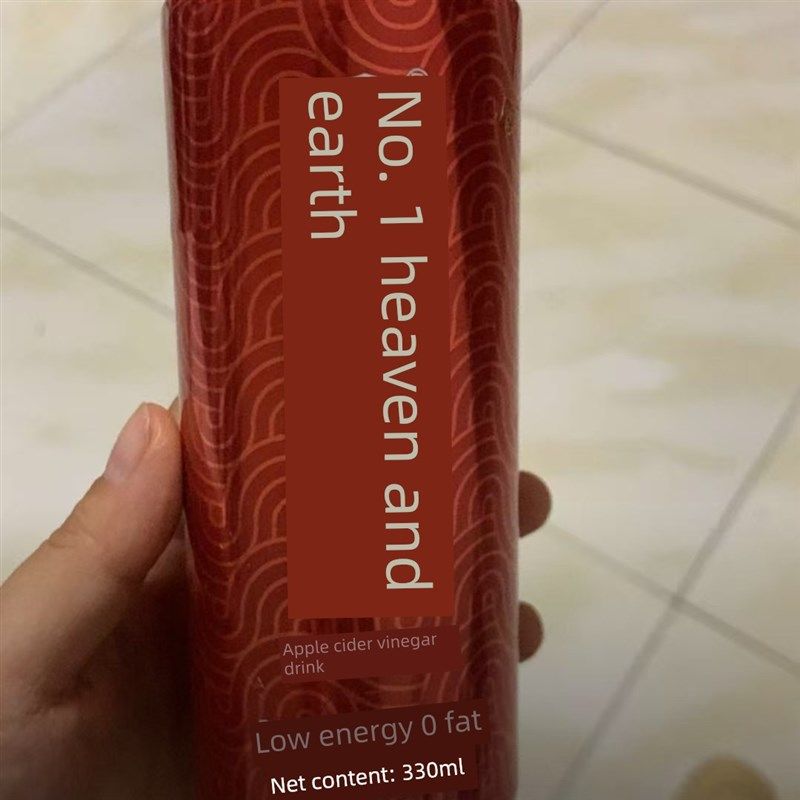 No. 1 heaven and
earth
Apple cider vinegar
drink
Low energy 0 fat
Net content: 330ml